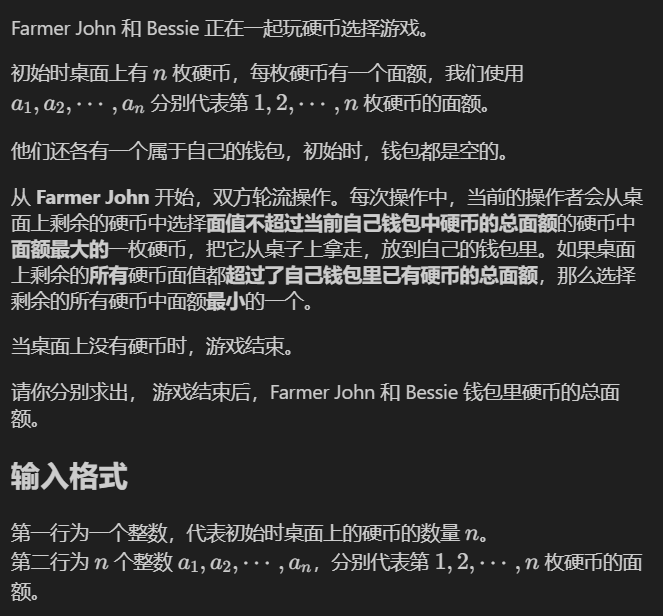 Farmer John 和 Bessie 正在一起玩硬币选择游戏。
初始时桌面上有 n 枚硬币，每枚硬币有一个面额，我们使用
a₁, a₂, ⋯ , aₙ 分别代表第 1, 2, ⋯ , n 枚硬币的面额。
他们还各有一个属于自己的钱包，初始时，钱包都是空的。
从 Farmer John 开始，双方轮流操作。每次操作中，当前的操作者会从桌
面上剩余的硬币中选择面值不超过当前自己钱包中硬币的总面额的硬币中
面额最大的一枚硬币，把它从桌子上拿走，放到自己的钱包里。如果桌面
上剩余的所有硬币面值都超过了自己钱包里已有硬币的总面额，那么选择
剩余的所有硬币中面额最小的一个。
当桌面上没有硬币时，游戏结束。
请你分别求出， 游戏结束后，Farmer John 和 Bessie 钱包里硬币的总面
额。
输入格式
第一行为一个整数，代表初始时桌面上的硬币的数量 n。
第二行为 n 个整数 a₁, a₂, ⋯ , aₙ，分别代表第 1, 2, ⋯ , n 枚硬币的面
额。